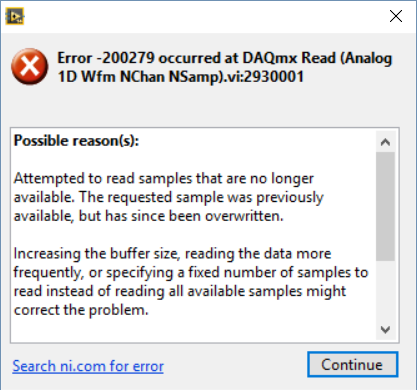 Error -200279 occurred at DAQmx Read (Analog
1D Wfm NChan NSamp).vi:2930001
Possible reason(s):
Attempted to read samples that are no longer
available. The requested sample was previously
available, but has since been overwritten.
Increasing the buffer size, reading the data more
frequently, or specifying a fixed number of samples to
read instead of reading all available samples might
correct the problem.
Search ni.com for error
Continue